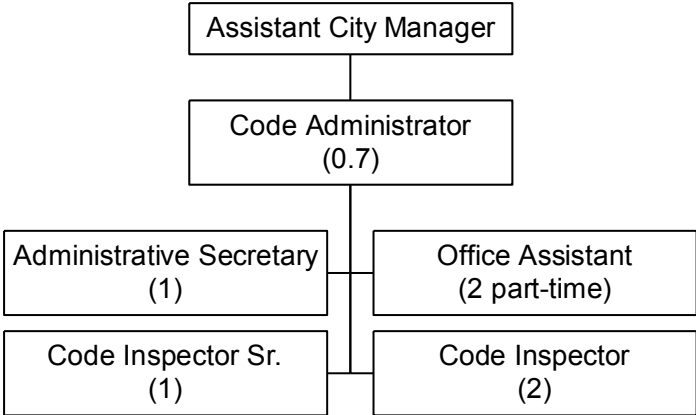 Assistant City Manager
Code Administrator
(0.7)
Administrative Secretary
(1)
Office Assistant
(2 part-time)
Code Inspector Sr.
(1)
Code Inspector
(2)